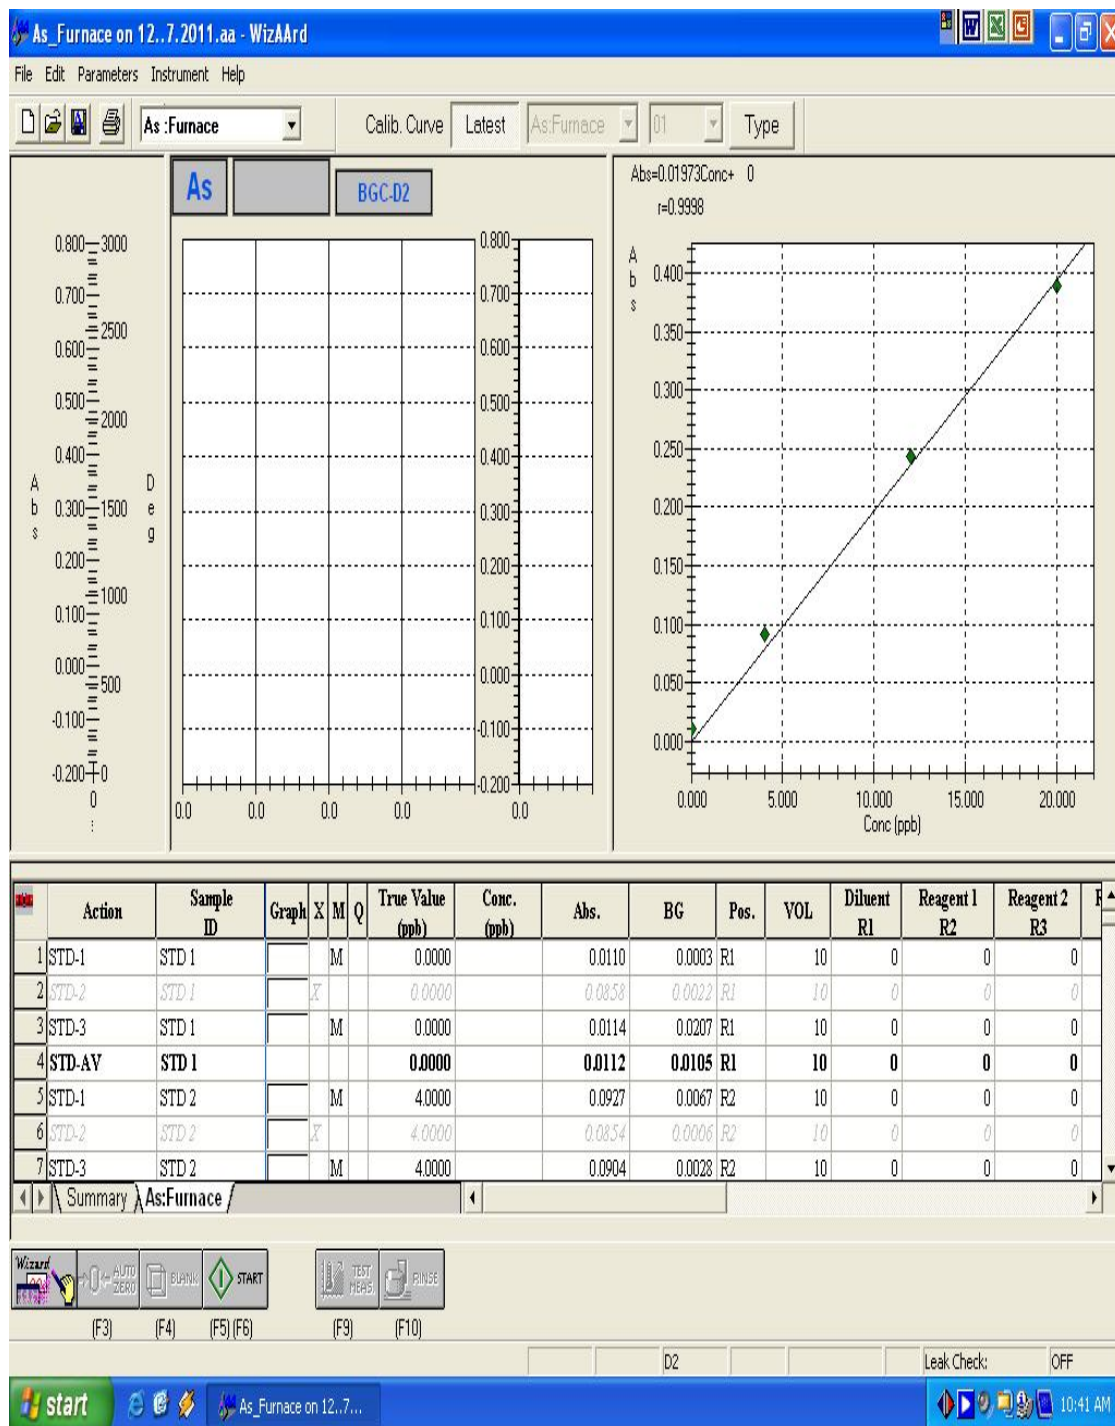 As_Furnace on 12..7.2011.aa - WizAArd
File Edit Parameters Instrument Help
As :Furnace Calib. Curve Latest As:Furnace 01 Type
As BGC-D2
Abs=0.01973Conc+ 0
r=0.9998
0.800 3000
0.700
2500
0.600
0.500
2000
0.400
0.300 1500
0.200
1000
0.100
0.000
500
-0.100
-0.200 0
Abs
Deg
0
0.800
0.700
0.600
0.500
0.400
0.300
0.200
0.100
0.000
-0.100
-0.200
0.0 0.0 0.0 0.0 0.0
Abs
0.400
0.350
0.300
0.250
0.200
0.150
0.100
0.050
0.000
0.000 5.000 10.000 15.000 20.000
Conc (ppb)
Action Sample ID Graph X M Q True Value (ppb) Conc. (ppb) Abs. BG Pos. VOL Diluent R1 Reagent 1 R2 Reagent 2 R3
1 STD-1 STD 1 M 0.0000 0.0110 0.0003 R1 10 0 0 0
2 STD-2 STD 1 X 0.0000 0.0858 0.0022 R1 10 0 0 0
3 STD-3 STD 1 M 0.0000 0.0114 0.0207 R1 10 0 0 0
4 STD-AV STD 1 0.0000 0.0112 0.0105 R1 10 0 0 0
5 STD-1 STD 2 M 4.0000 0.0927 0.0067 R2 10 0 0 0
6 STD-2 STD 2 X 4.0000 0.0854 0.0006 R2 10 0 0 0
7 STD-3 STD 2 M 4.0000 0.0904 0.0028 R2 10 0 0 0
Summary As:Furnace
Wizard AUTO ZERO BLANK START TEST MEAS. RINSE
(F3) (F4) (F5) (F6) (F9) (F10)
D2 Leak Check: OFF
start As_Furnace on 12..7... 10:41 AM